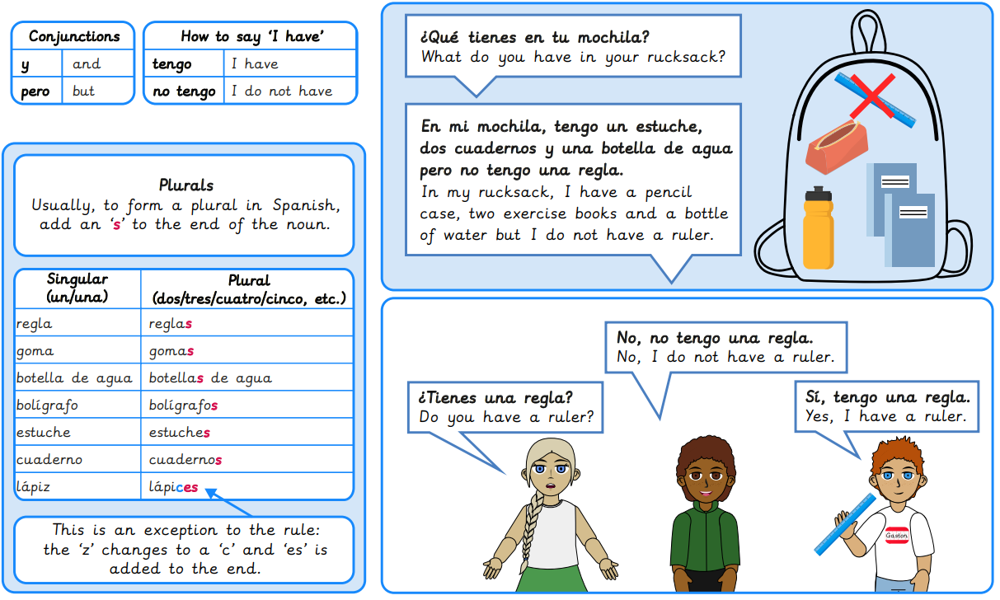 Conjunctions
y and
pero but
How to say ‘I have’
tengo I have
no tengo I do not have
Plurals
Usually, to form a plural in Spanish,
add an ‘s’ to the end of the noun.
Singular
(un/una)
Plural
(dos/tres/cuatro/cinco, etc.)
regla reglas
goma gomas
botella de agua botellas de agua
bolígrafo bolígrafos
estuche estuches
cuaderno cuadernos
lápiz lápices
This is an exception to the rule:
the ‘z’ changes to a ‘c’ and ‘es’ is
added to the end.
¿Qué tienes en tu mochila?
What do you have in your rucksack?
En mi mochila, tengo un estuche,
dos cuadernos y una botella de agua
pero no tengo una regla.
In my rucksack, I have a pencil
case, two exercise books and a bottle
of water but I do not have a ruler.
¿Tienes una regla?
Do you have a ruler?
No, no tengo una regla.
No, I do not have a ruler.
Sí, tengo una regla.
Yes, I have a ruler.
Gaston